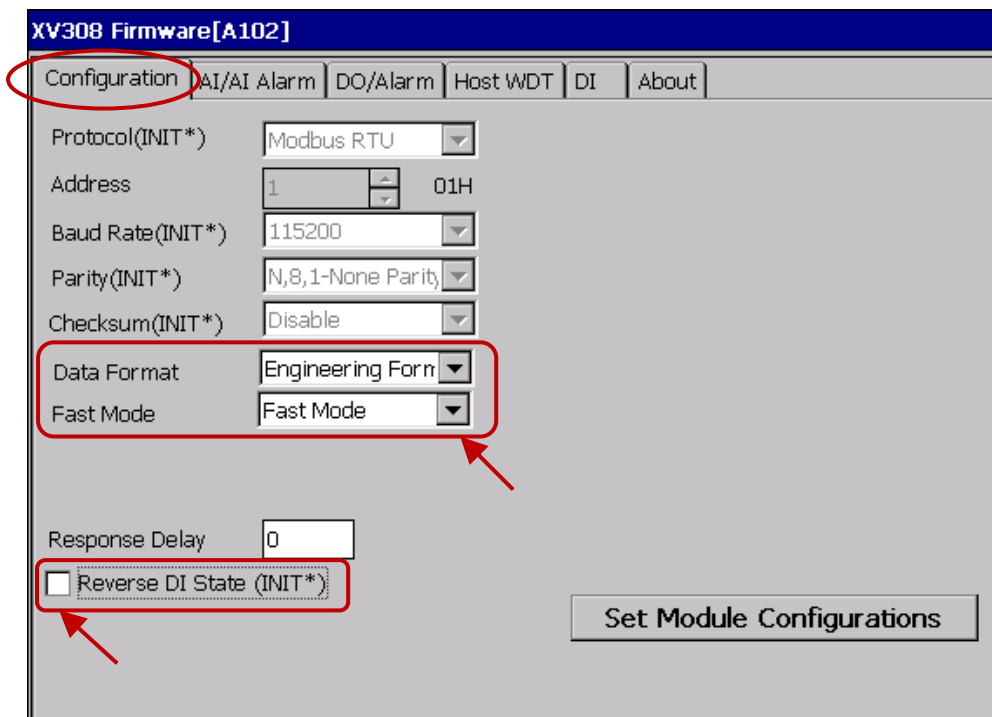 XV308 Firmware[A102]
Configuration AI/AI Alarm DO/Alarm Host WDT DI About
Protocol(INIT*) Modbus RTU
Address 1 01H
Baud Rate(INIT*) 115200
Parity(INIT*) N,8,1-None Parity
Checksum(INIT*) Disable
Data Format Engineering Form
Fast Mode Fast Mode
Response Delay 0
Reverse DI State (INIT*)
Set Module Configurations